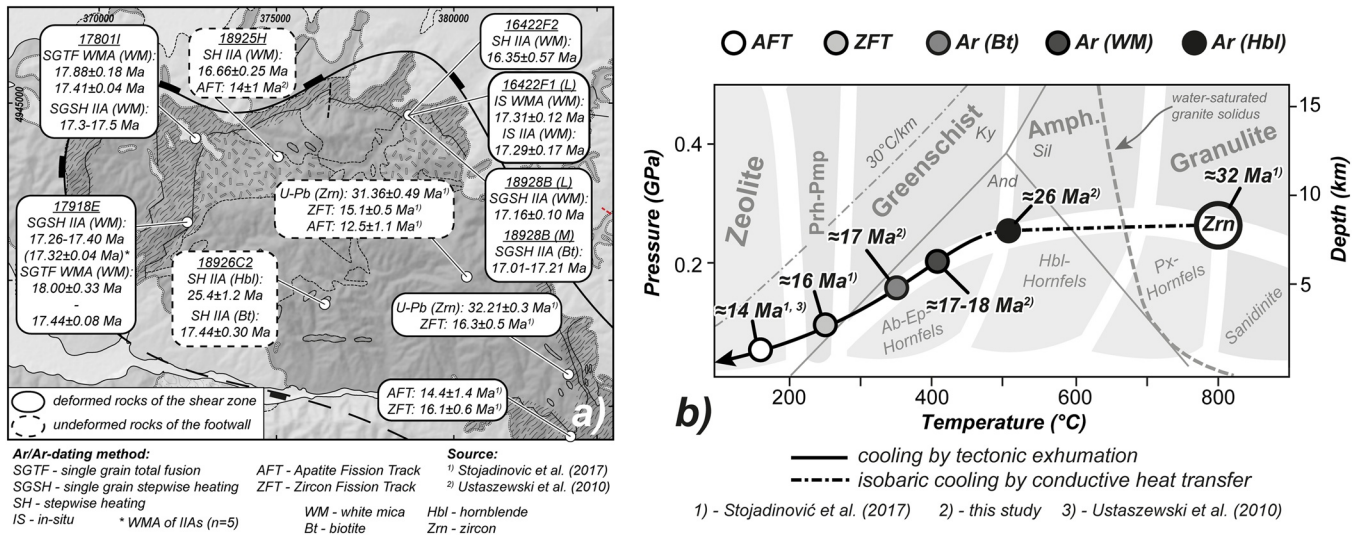 370000
375000
380000
4945000
17801I
SGTF WMA (WM):
17.88±0.18 Ma
17.41±0.04 Ma
SGSH IIA (WM):
17.3-17.5 Ma
18925H
SH IIA (WM):
16.66±0.25 Ma
AFT: 14±1 Ma2)
16422F2
SH IIA (WM):
16.35±0.57 Ma
16422F1 (L)
IS WMA (WM):
17.31±0.12 Ma
IS IIA (WM):
17.29±0.17 Ma
18928B (L)
SGSH IIA (WM):
17.16±0.10 Ma
18928B (M)
SGSH IIA (Bt):
17.01-17.21 Ma
U-Pb (Zrn): 31.36±0.49 Ma1)
ZFT: 15.1±0.5 Ma1)
AFT: 12.5±1.1 Ma1)
17918E
SGSH IIA (WM):
17.26-17.40 Ma
(17.32±0.04 Ma)*
SGTF WMA (WM):
18.00±0.33 Ma
-
17.44±0.08 Ma
18926C2
SH IIA (Hbl):
25.4±1.2 Ma
SH IIA (Bt):
17.44±0.30 Ma
U-Pb (Zrn): 32.21±0.3 Ma1)
ZFT: 16.3±0.5 Ma1)
AFT: 14.4±1.4 Ma1)
ZFT: 16.1±0.6 Ma1)
a)
deformed rocks of the shear zone
undeformed rocks of the footwall
Ar/Ar-dating method:
SGTF - single grain total fusion
SGSH - single grain stepwise heating
SH - stepwise heating
IS - in-situ
* WMA of IIAs (n=5)
AFT - Apatite Fission Track
ZFT - Zircon Fission Track
WM - white mica
Bt - biotite
Hbl - hornblende
Zrn - zircon
Source:
1) Stojadinovic et al. (2017)
2) Ustaszewski et al. (2010)
AFT
ZFT
Ar (Bt)
Ar (WM)
Ar (Hbl)
Pressure (GPa)
0.4
0.2
15
10
5
Depth (km)
Zeolite
Prh-Pmp
Greenschist
30°C/km
Ky
Amph.
Sil
And
water-saturated
granite solidus
Granulite
≈32 Ma1)
Zrn
≈26 Ma2)
≈17 Ma2)
≈17-18 Ma2)
≈16 Ma1)
≈14 Ma1, 3)
Ab-Ep-
Hornfels
Hbl-
Hornfels
Px-
Hornfels
Sanidinite
200
400
600
800
Temperature (°C)
b)
cooling by tectonic exhumation
isobaric cooling by conductive heat transfer
1) - Stojadinović et al. (2017)
2) - this study
3) - Ustaszewski et al. (2010)